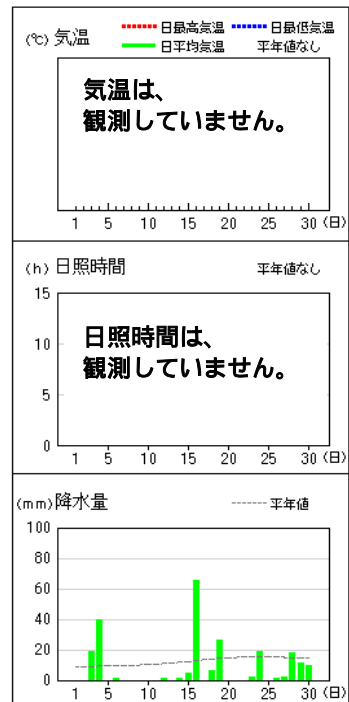 (℃) 気温 日最高気温 日最低気温
日平均気温 平年値なし
気温は、
観測していません。
1 5 10 15 20 25 30 (日)
(h) 日照時間 平年値なし
15
日照時間は、
10
観測していません。
5
0
1 5 10 15 20 25 30 (日)
(mm) 降水量 平年値
100
80
60
40
20
0
1 5 10 15 20 25 30 (日)